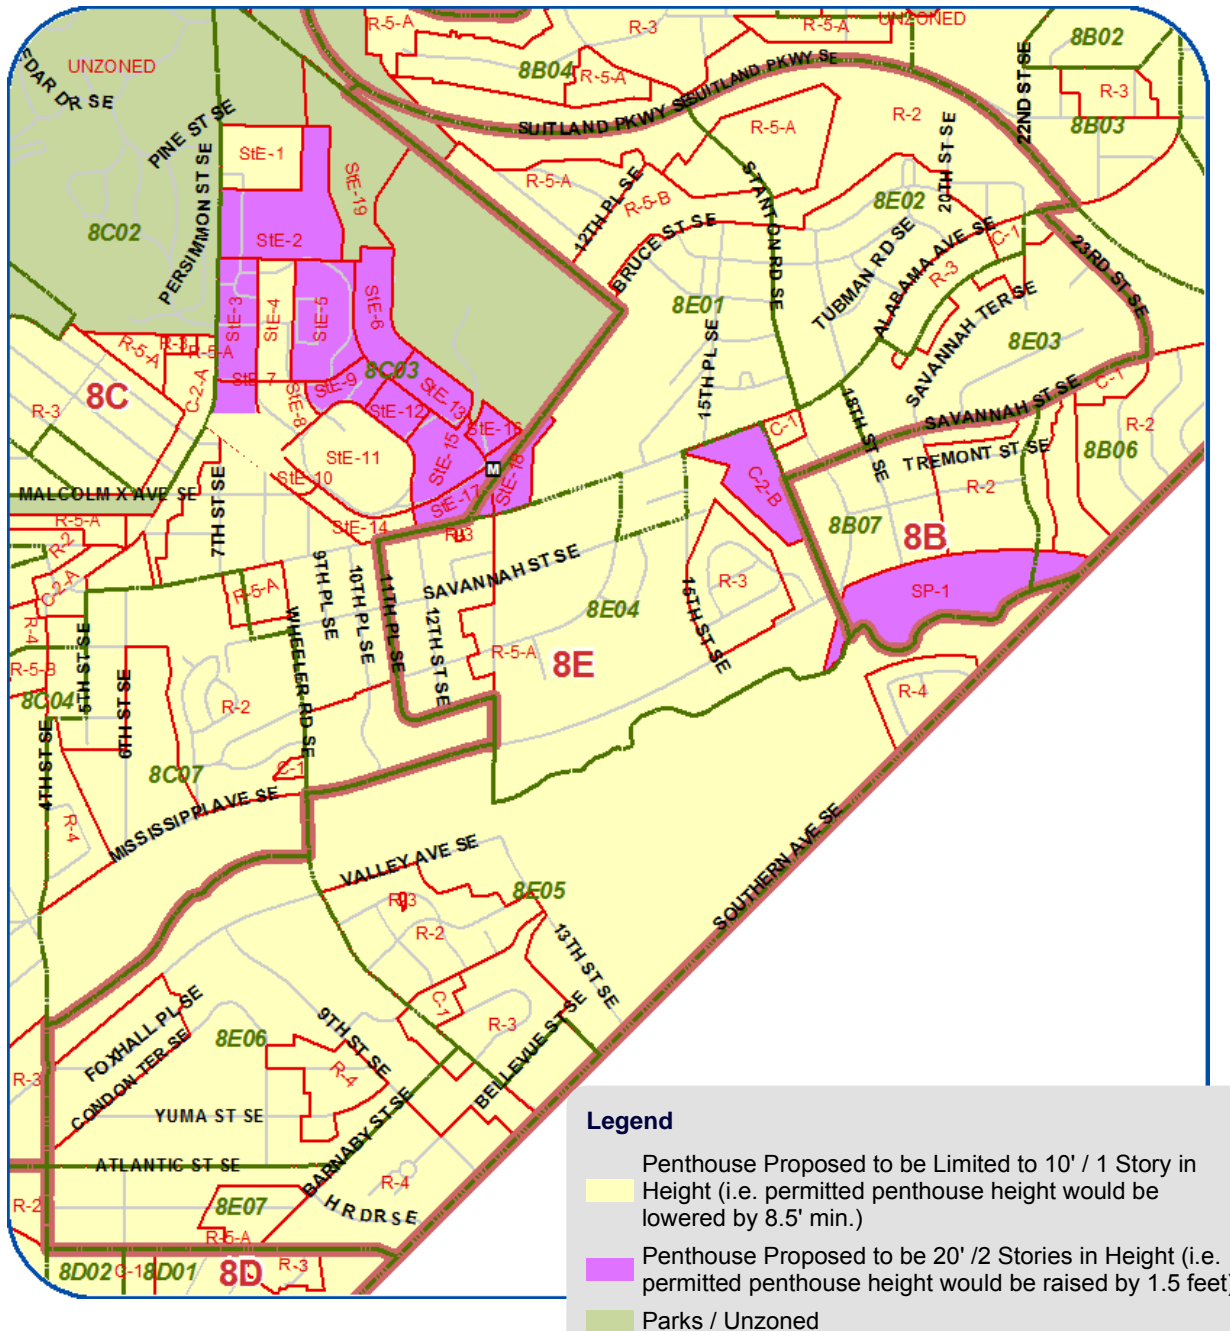 R-5-A
R-3
R-5-A
UNZONED
8B02
UNZONED
8B04
R-5-A
SUITLAND PKWY SE
SUITLAND PKWY SE
22ND ST SE
R-3
8B03
EDAR DR SE
PINE ST SE
StE-1
R-5-A
R-2
20TH ST SE
PERSIMMON ST SE
StE-19
R-5-A
12TH PL SE
R-5-B
STANTON RD SE
8E02
8C02
StE-2
BRUCE ST SE
TUBMAN RD SE
ALABAMA AVE SE
C-1
R-3
23RD ST SE
StE-3
StE-4
StE-5
StE-6
8E01
SAVANNAH TER SE
8E03
R-5-A
R-3
R-5-A
8C03
StE-7
StE-8
StE-9
StE-12
StE-13
15TH PL SE
C-2-A
8C
R-3
18TH ST SE
SAVANNAH ST SE
C-1
R-2
8B06
StE-16
StE-15
C-1
TREMONT ST SE
StE-11
StE-10
M
StE-18
C-2-B
R-2
MALCOLM X AVE SE
7TH ST SE
StE-17
StE-14
R-3
8B07
8B
R-5-A
R-2
C-2-A
R-5-A
9TH PL SE
10TH PL SE
11TH PL SE
SAVANNAH ST SE
12TH ST SE
R-3
8E04
15TH ST SE
SP-1
WHEELER RD SE
R-4
R-5-B
5TH ST SE
R-5-A
8E
8C04
6TH ST SE
R-2
R-4
4TH ST SE
8C07
C-1
R-4
MISSISSIPPI AVE SE
VALLEY AVE SE
8E05
SOUTHERN AVE SE
R-3
R-2
13TH ST SE
C-1
R-3
FOXHALL PL SE
CONDON TER SE
8E06
9TH ST SE
BELLEVUE ST SE
R-3
R-4
YUMA ST SE
BARNABY ST SE
ATLANTIC ST SE
R-4
R-2
8E07
H R DR SE
R-5-A
8D02
C-1
8D01
8D
R-3
Legend
Penthouse Proposed to be Limited to 10' / 1 Story in
Height (i.e. permitted penthouse height would be
lowered by 8.5' min.)
Penthouse Proposed to be 20' /2 Stories in Height (i.e.
permitted penthouse height would be raised by 1.5 feet)
Parks / Unzoned